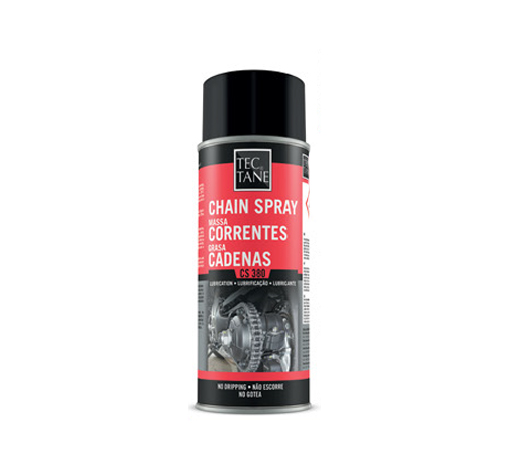 TEC
TANE
CHAIN SPRAY
MASSA
CORRENTES
GRASA
CADENAS
CS 380
LUBRICATION • LUBRIFICAÇÃO • LUBRICANTE
NO DRIPPING • NÃO ESCORRE
NO GOTEA